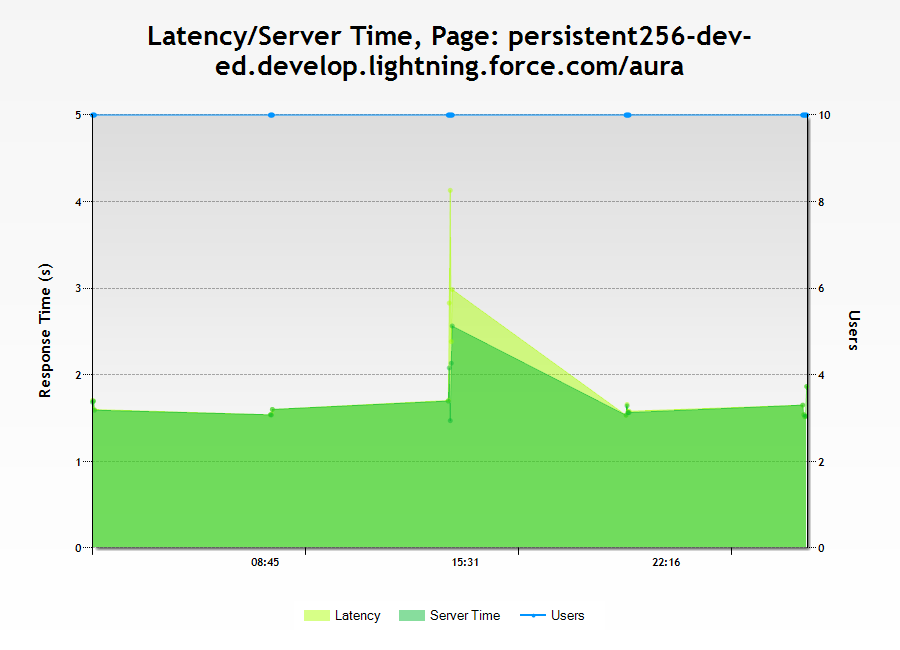 Latency/Server Time, Page: persistent256-dev-
ed.develop.lightning.force.com/aura
5
10
4
8
3
6
2
4
1
2
0
0
Response Time (s)
Users
08:45
15:31
22:16
Latency
Server Time
Users